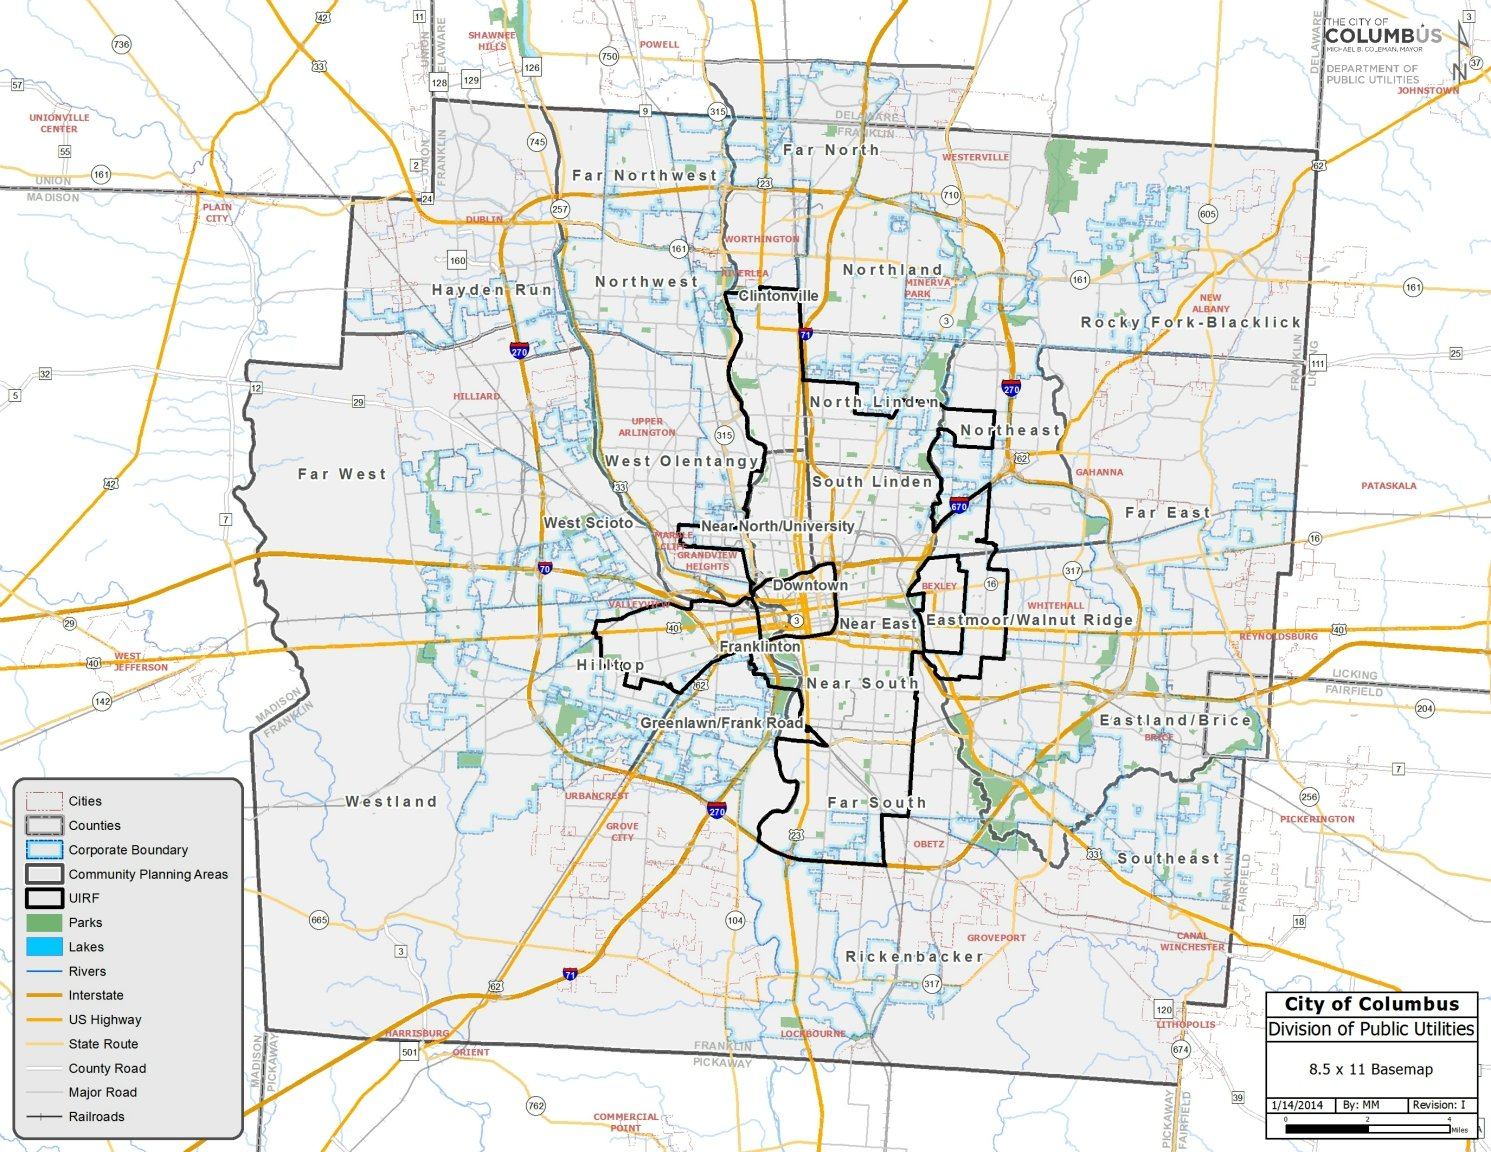 THE CITY OF
COLUMBUS
MICHAEL B. COLEMAN, MAYOR
DEPARTMENT OF
PUBLIC UTILITIES
N
SHAWNEE
HILLS
POWELL
UNION
DELAWARE
DELAWARE
JOHNSTOWN
42
11
3
736
33
750
126
129
128
37
57
9
315
UNIONVILLE
CENTER
DELAWARE
FRANKLIN
Far North
WESTERVILLE
745
55
161
2
UNION
FRANKLIN
62
UNION
MADISON
24
Far Northwest
23
710
PLAIN
CITY
DUBLIN
257
605
WORTHINGTON
161
160
RIVERLEA
Northland
Hayden Run
Northwest
Clintonville
MINERVA
PARK
161
161
NEW
ALBANY
3
Rocky Fork-Blacklick
71
270
FRANKLIN
LICKING
111
25
32
5
12
29
270
HILLIARD
North Linden
UPPER
ARLINGTON
315
Northeast
West Olentangy
62
GAHANNA
Far West
South Linden
PATASKALA
42
33
670
Far East
7
West Scioto
Near North/University
MARBLE
CLIFF
GRANDVIEW
HEIGHTS
16
70
317
Downtown
BEXLEY
16
VALLEYVIEW
WHITEHALL
29
40
3
Near East
Eastmoor/Walnut Ridge
40
REYNOLDSBURG
40
WEST
JEFFERSON
Franklinton
Hilltop
62
Near South
LICKING
FAIRFIELD
142
MADISON
FRANKLIN
204
Greenlawn/Frank Road
Eastland/Brice
BRICE
7
Westland
URBANCREST
270
Far South
256
GROVE
CITY
23
OBETZ
PICKERINGTON
33
Southeast
FRANKLIN
FAIRFIELD
665
104
18
3
GROVEPORT
CANAL
WINCHESTER
Rickenbacker
71
62
317
120
HARRISBURG
LOCKBOURNE
LITHOPOLIS
501
ORIENT
FRANKLIN
PICKAWAY
674
MADISON
PICKAWAY
762
39
COMMERCIAL
POINT
PICKAWAY
FAIRFIELD
Cities
Counties
Corporate Boundary
Community Planning Areas
UIRF
Parks
Lakes
Rivers
Interstate
US Highway
State Route
County Road
Major Road
Railroads
City of Columbus
Division of Public Utilities
8.5 x 11 Basemap
1/14/2014 By: MM Revision: I
0 2 4
Miles